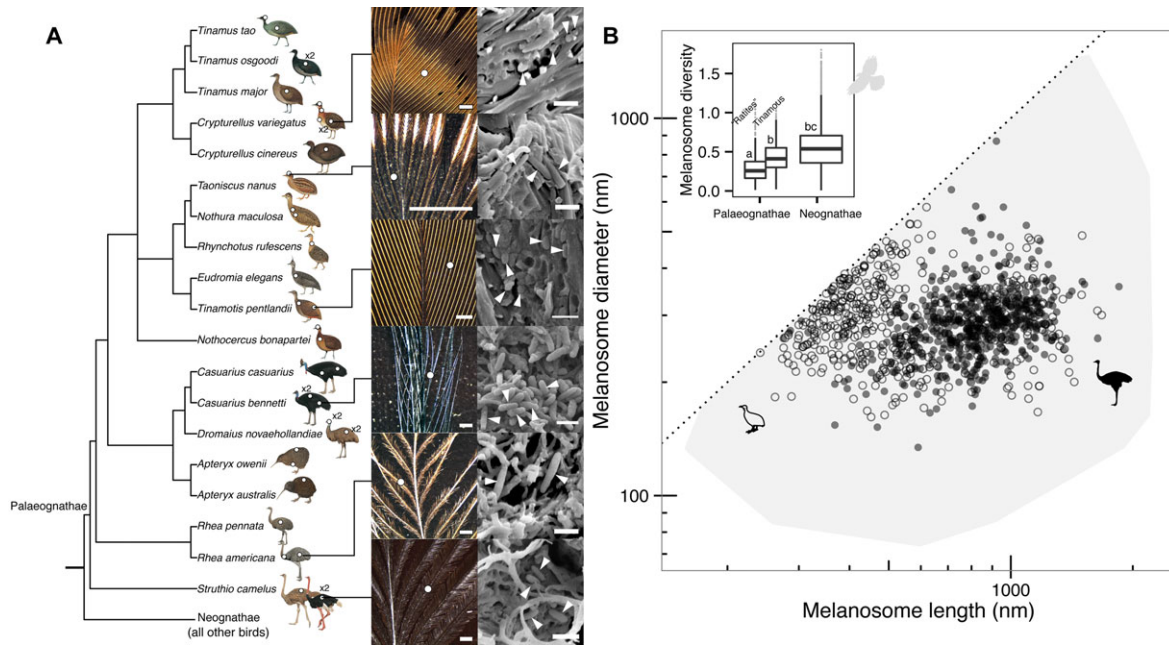 A
Tinamus tao
Tinamus osgoodi
x2
Tinamus major
Crypturellus variegatus
x2
Crypturellus cinereus
Taoniscus nanus
Nothura maculosa
Rhynchotus rufescens
Eudromia elegans
Tinamotis pentlandii
Nothocercus bonapartei
Casuarius casuarius
x2
Casuarius bennetti
x2
Dromaius novaehollandiae
x2
Apteryx owenii
Apteryx australis
Palaeognathae
Rhea pennata
Rhea americana
x2
Struthio camelus
Neognathae
(all other birds)
B
Melanosome diameter (nm)
1000
100
Melanosome diversity
1.5
1.0
0.5
0.0
"Ratites"
Tinamous
a
b
bc
Palaeognathae
Neognathae
1000
Melanosome length (nm)